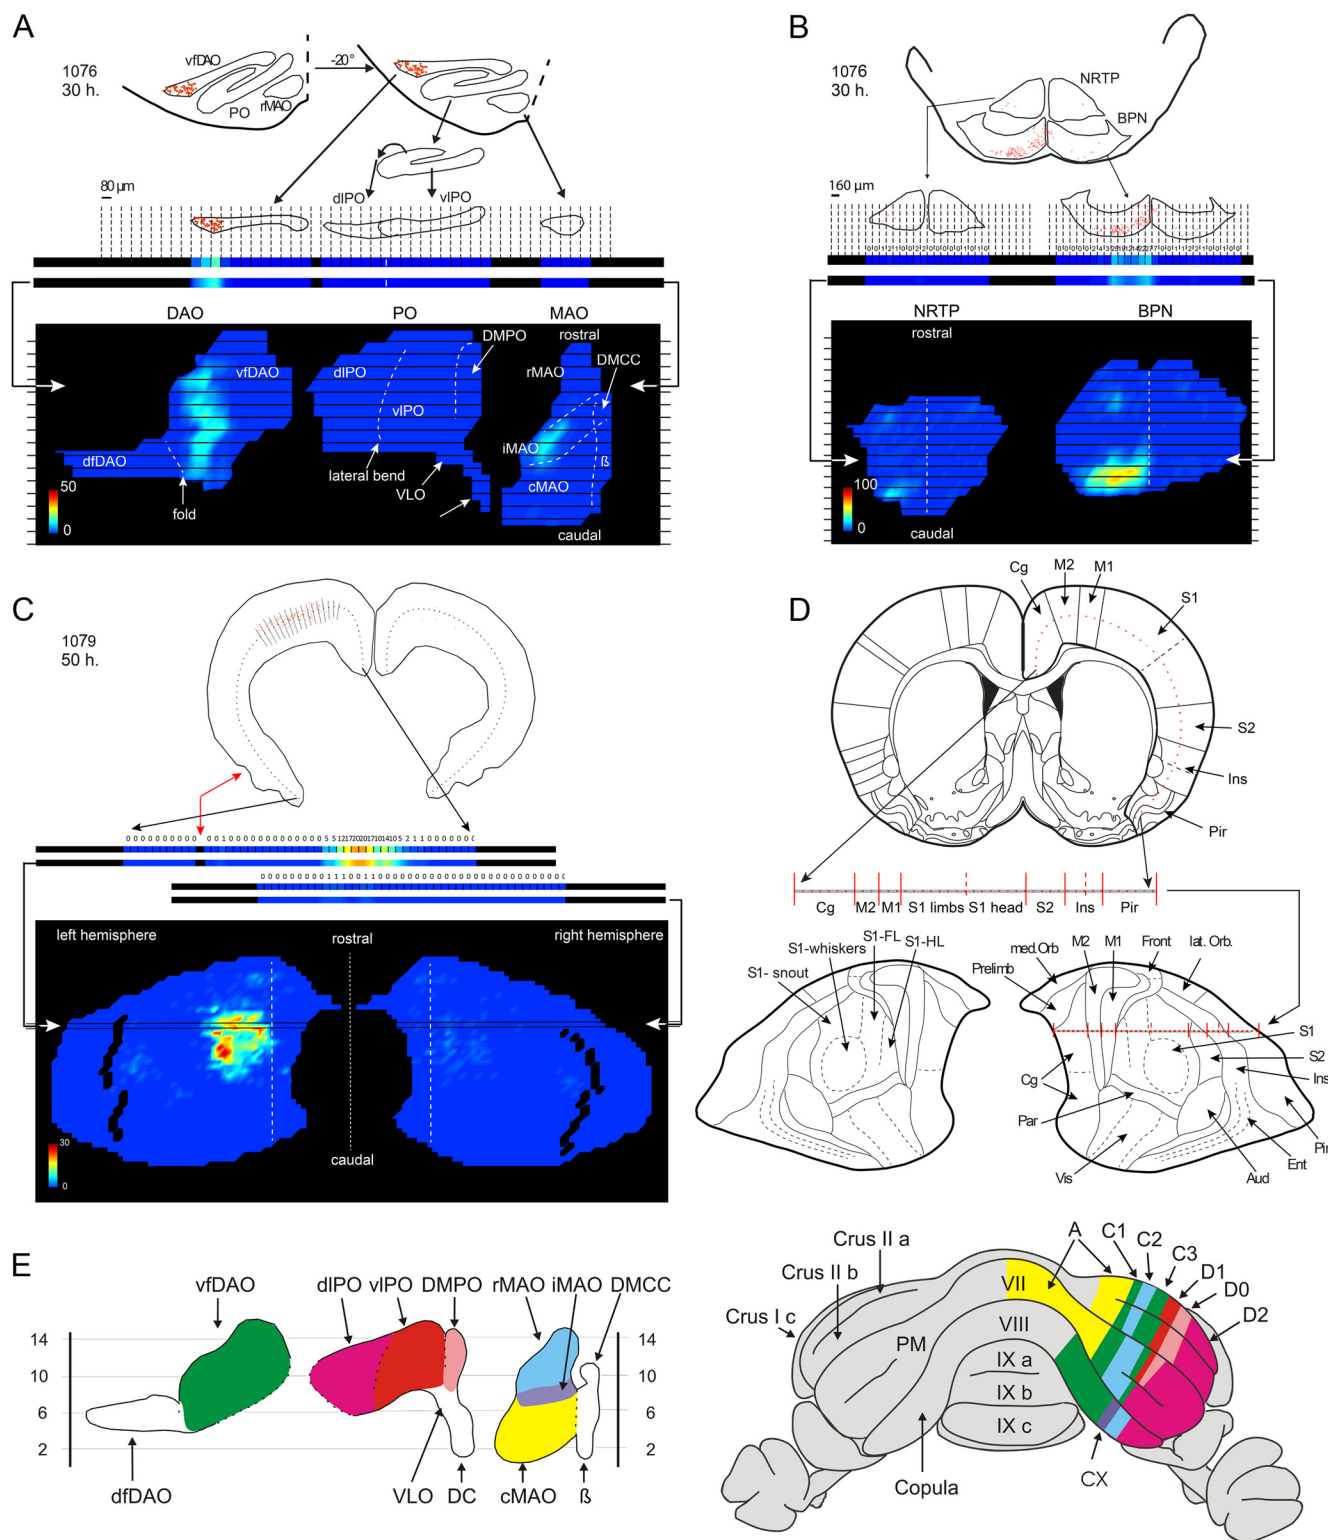 A
1076
30 h.
vfDAO
PO
rMAO
-20°
80 µm
dlPO
vlPO
DAO
PO
MAO
DMPO
rostral
rMAO
DMCC
vfDAO
dlPO
vlPO
iMAO
dfDAO
lateral bend
cMAO
ß
VLO
fold
50
0
caudal
B
1076
30 h.
NRTP
BPN
160 µm
NRTP
BPN
rostral
100
0
caudal
C
1079
50 h.
left hemisphere
rostral
right hemisphere
30
0
caudal
D
Cg
M2
M1
S1
S2
Ins
Pir
Cg
M2
M1
S1 limbs
S1 head
S2
Ins
Pir
S1-FL
S1-whiskers
S1-HL
S1- snout
med.Orb
M2
M1
Front
lat. Orb.
Prelimb
S1
S2
Ins
Cg
Par
Pir
Vis
Aud
Ent
E
vfDAO
dlPO
vlPO
DMPO
rMAO
iMAO
DMCC
14
10
6
2
14
10
6
2
dfDAO
VLO
DC
cMAO
ß
Crus II a
Crus II b
Crus I c
A
C1
C2
C3
D1
D0
D2
VII
VIII
PM
IX a
IX b
IX c
CX
Copula